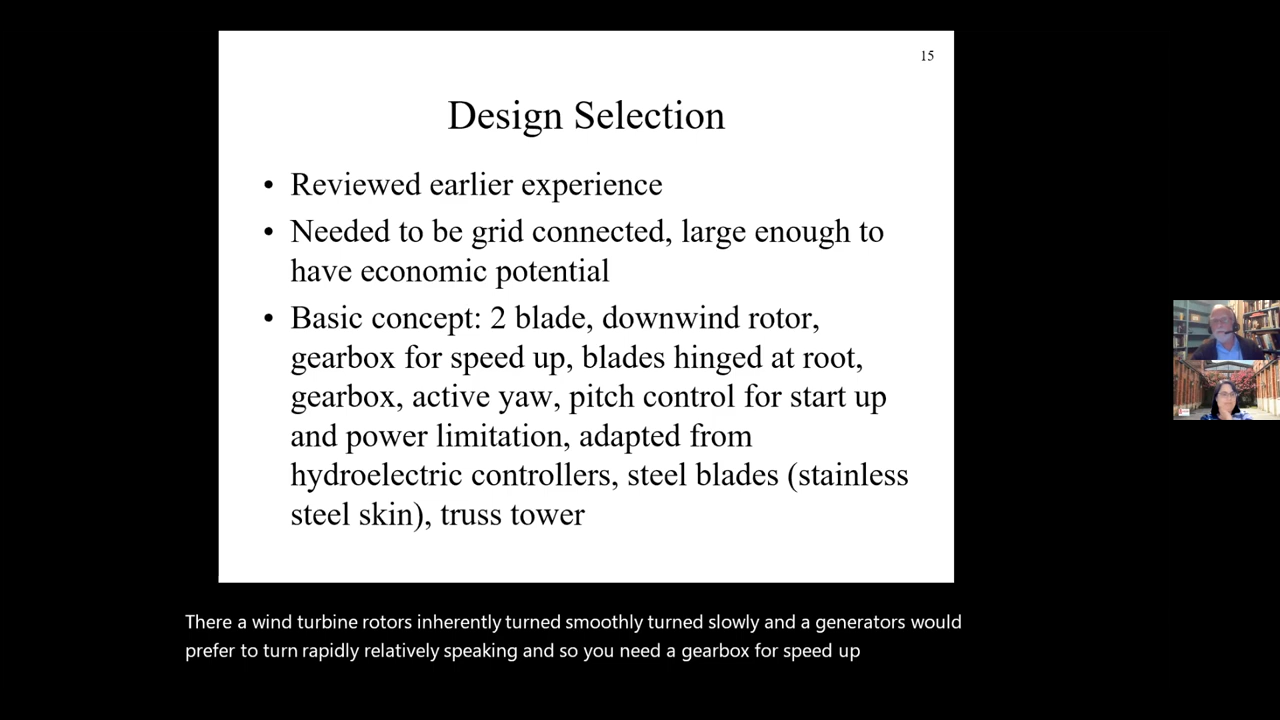 15
Design Selection
• Reviewed earlier experience
• Needed to be grid connected, large enough to
have economic potential
• Basic concept: 2 blade, downwind rotor,
gearbox for speed up, blades hinged at root,
gearbox, active yaw, pitch control for start up
and power limitation, adapted from
hydroelectric controllers, steel blades (stainless
steel skin), truss tower
There a wind turbine rotors inherently turned smoothly turned slowly and a generators would
prefer to turn rapidly relatively speaking and so you need a gearbox for speed up